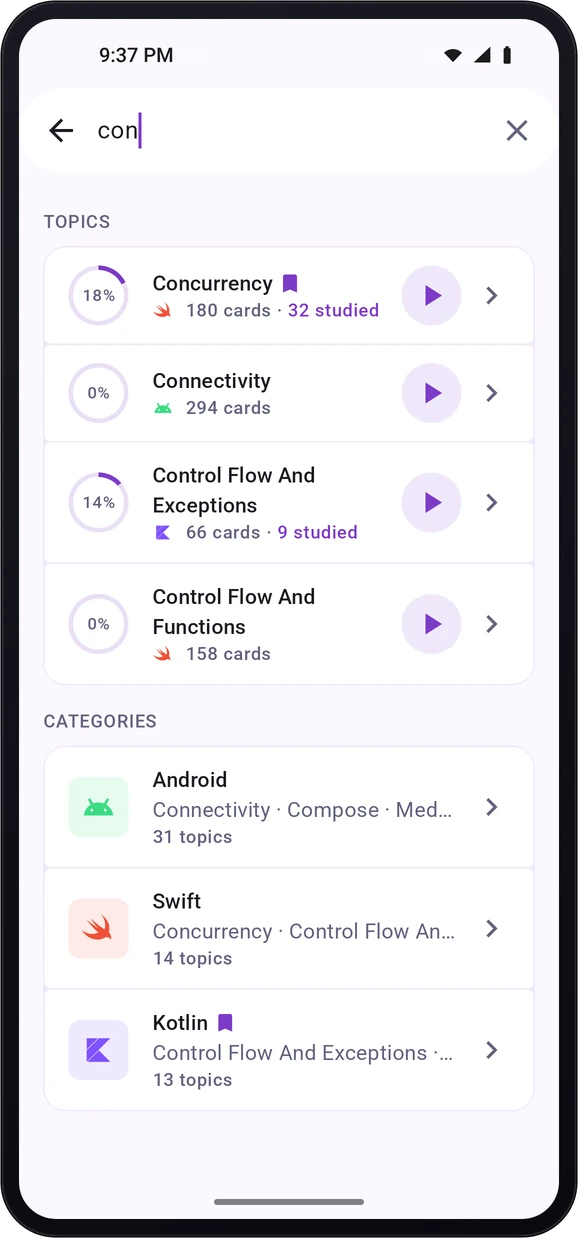 9:37 PM
con
TOPICS
18%
Concurrency
180 cards · 32 studied
0%
Connectivity
294 cards
14%
Control Flow And
Exceptions
66 cards · 9 studied
0%
Control Flow And
Functions
158 cards
CATEGORIES
Android
Connectivity · Compose · Med...
31 topics
Swift
Concurrency · Control Flow An...
14 topics
Kotlin
Control Flow And Exceptions ·...
13 topics